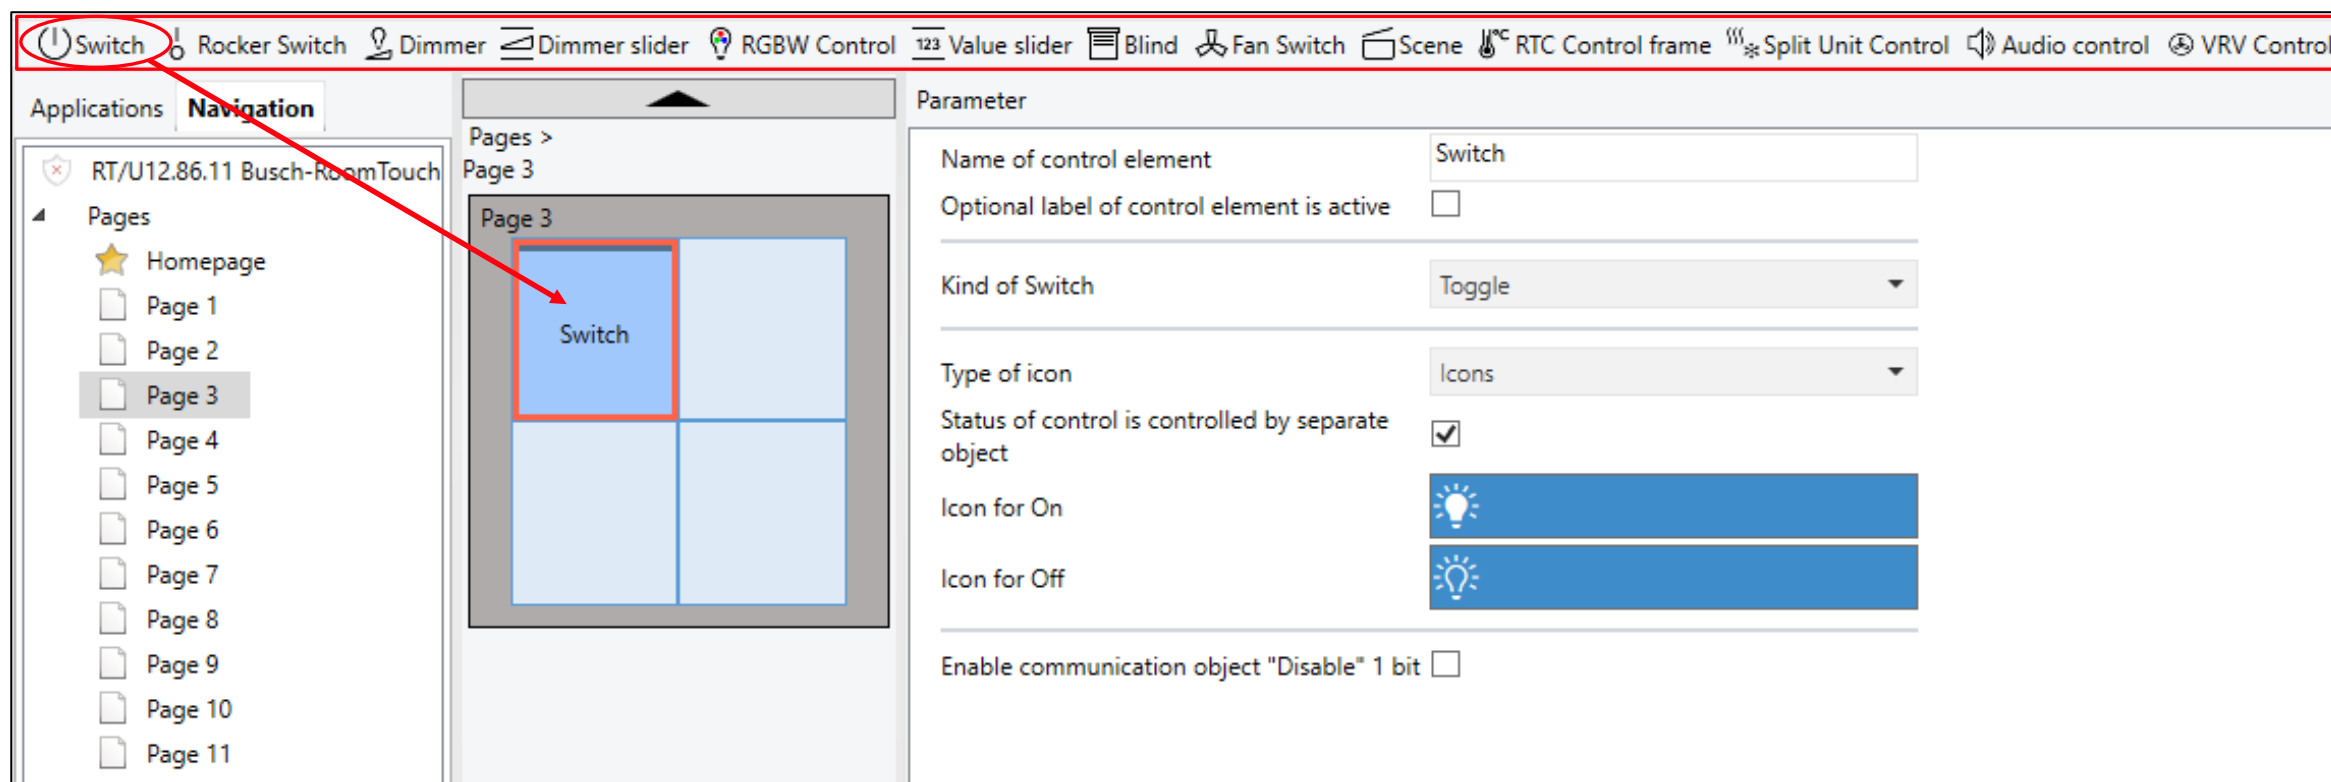 Switch Rocker Switch Dimmer Dimmer slider RGBW Control 123 Value slider Blind Fan Switch Scene °C RTC Control frame Split Unit Control Audio control VRV Control
Applications Navigation
RT/U12.86.11 Busch-RoomTouch
Pages
Homepage
Page 1
Page 2
Page 3
Page 4
Page 5
Page 6
Page 7
Page 8
Page 9
Page 10
Page 11
Pages >
Page 3
Page 3
Switch
Parameter
Name of control element Switch
Optional label of control element is active
Kind of Switch Toggle
Type of icon Icons
Status of control is controlled by separate
object
Icon for On
Icon for Off
Enable communication object "Disable" 1 bit